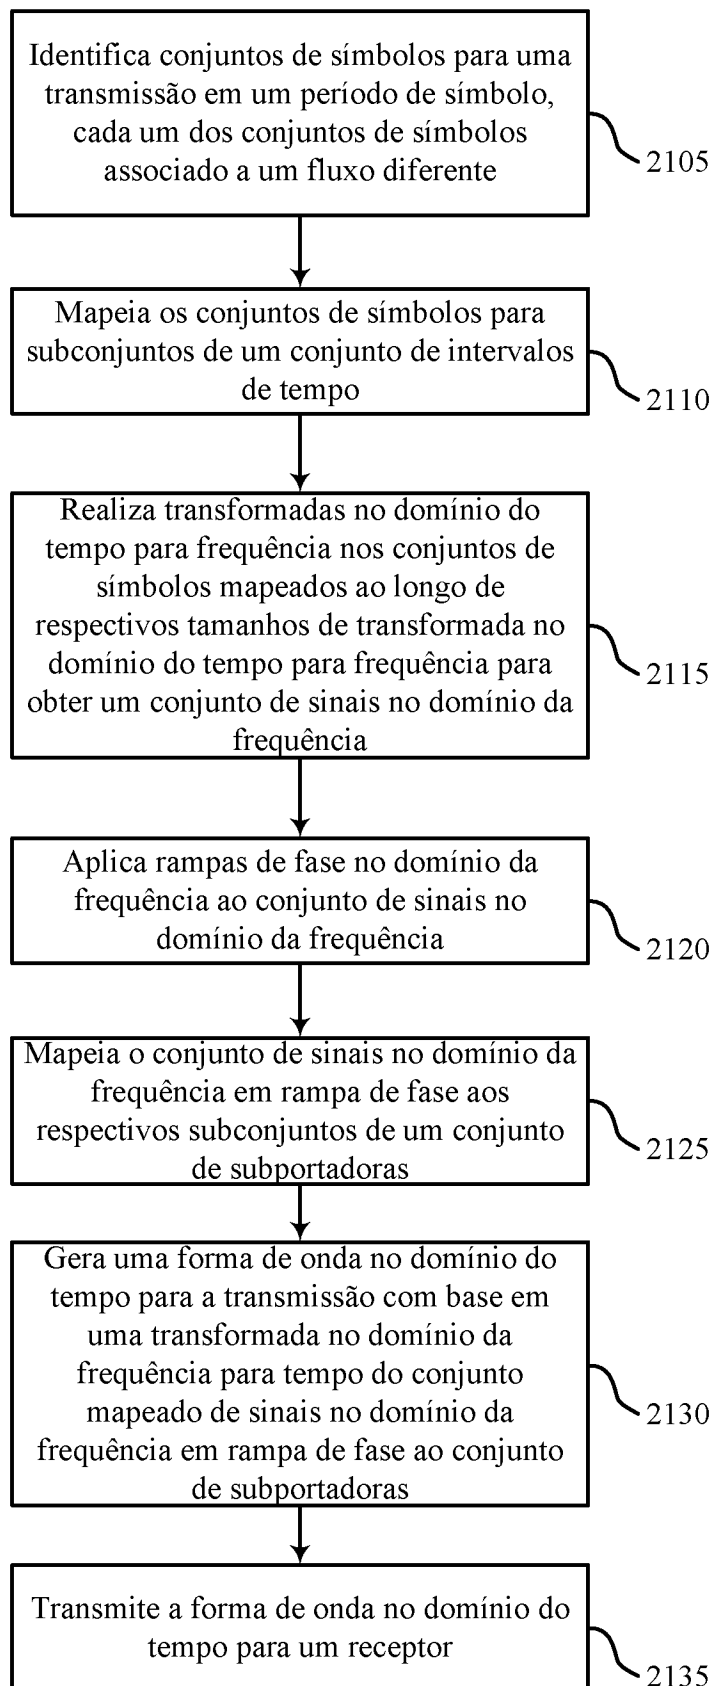 Identifica conjuntos de símbolos para uma
transmissão em um período de símbolo,
cada um dos conjuntos de símbolos
associado a um fluxo diferente
2105
Mapeia os conjuntos de símbolos para
subconjuntos de um conjunto de intervalos
de tempo
2110
Realiza transformadas no domínio do
tempo para frequência nos conjuntos de
símbolos mapeados ao longo de
respectivos tamanhos de transformada no
domínio do tempo para frequência para
obter um conjunto de sinais no domínio da
frequência
2115
Aplica rampas de fase no domínio da
frequência ao conjunto de sinais no
domínio da frequência
2120
Mapeia o conjunto de sinais no domínio da
frequência em rampa de fase aos
respectivos subconjuntos de um conjunto
de subportadoras
2125
Gera uma forma de onda no domínio do
tempo para a transmissão com base em
uma transformada no domínio da
frequência para tempo do conjunto
mapeado de sinais no domínio da
frequência em rampa de fase ao conjunto
de subportadoras
2130
Transmite a forma de onda no domínio do
tempo para um receptor
2135